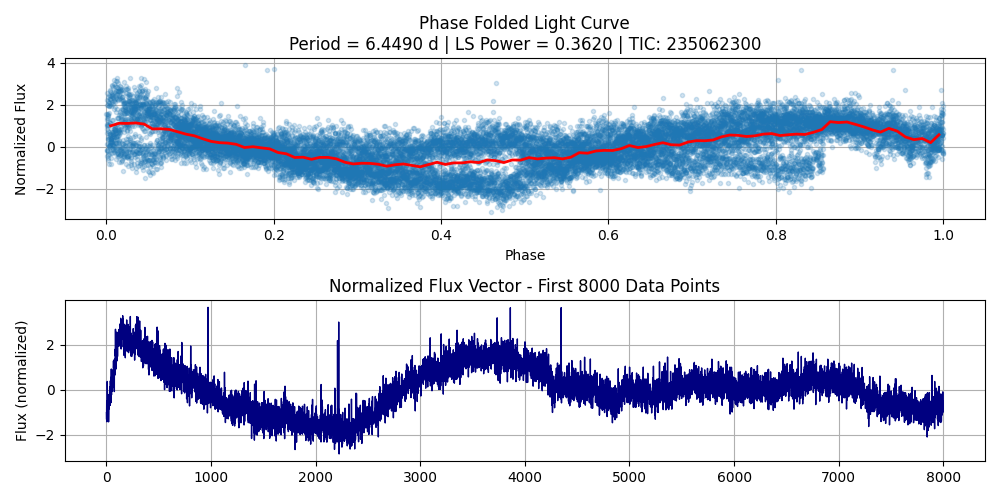 Phase Folded Light Curve
Period = 6.4490 d | LS Power = 0.3620 | TIC: 235062300
Normalized Flux
4
2
0
−2
0.0 0.2 0.4 0.6 0.8 1.0
Phase
Normalized Flux Vector - First 8000 Data Points
Flux (normalized)
2
0
−2
0 1000 2000 3000 4000 5000 6000 7000 8000